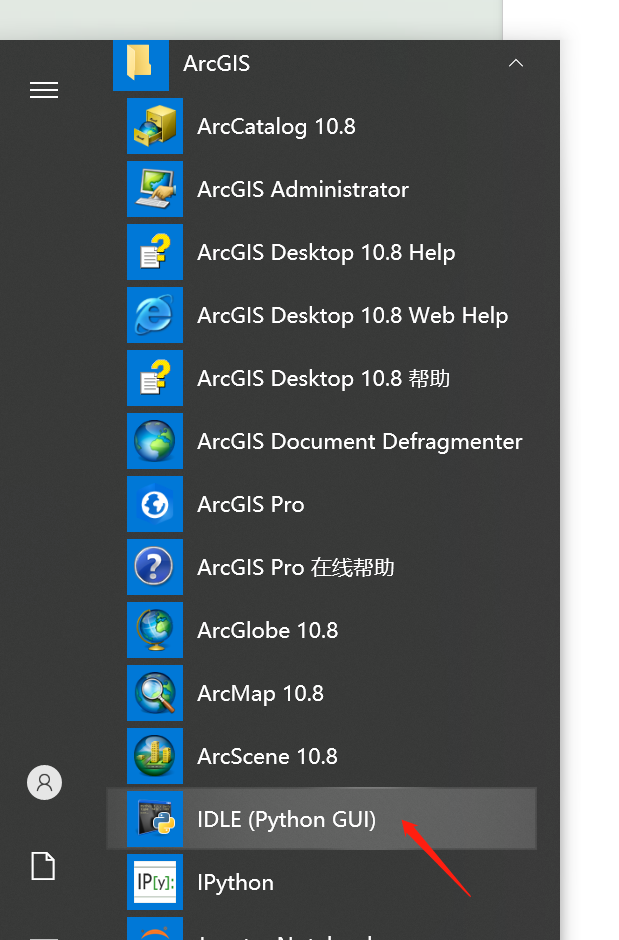 ArcGIS
ArcCatalog 10.8
ArcGIS Administrator
ArcGIS Desktop 10.8 Help
ArcGIS Desktop 10.8 Web Help
ArcGIS Desktop 10.8 帮助
ArcGIS Document Defragmenter
ArcGIS Pro
ArcGIS Pro 在线帮助
ArcGlobe 10.8
ArcMap 10.8
ArcScene 10.8
IDLE (Python GUI)
IP[y]:
IPython